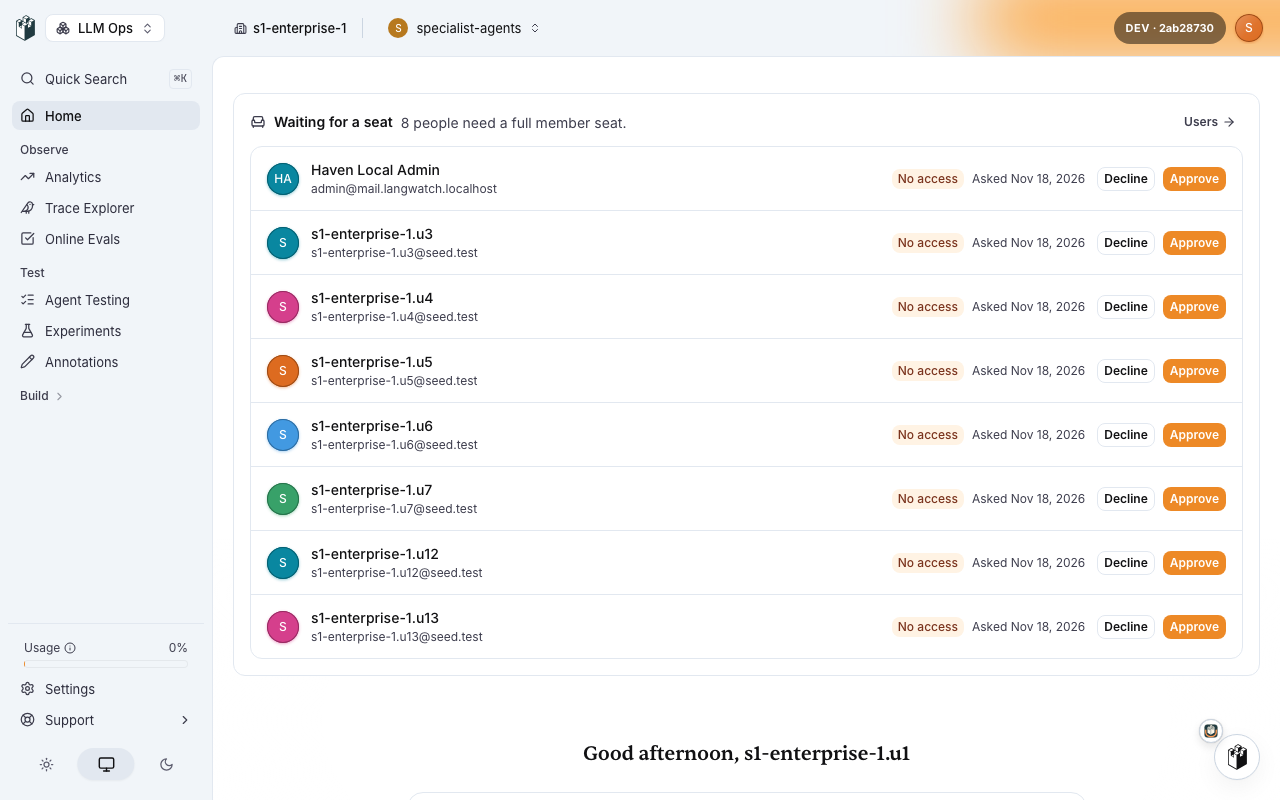 LLM Ops
s1-enterprise-1
S specialist-agents
DEV · 2ab28730
S
Quick Search ⌘K
Home
Observe
Analytics
Trace Explorer
Online Evals
Test
Agent Testing
Experiments
Annotations
Build
Usage 0%
Settings
Support
Waiting for a seat 8 people need a full member seat.
Users
HA Haven Local Admin
admin@mail.langwatch.localhost
No access Asked Nov 18, 2026 Decline Approve
S s1-enterprise-1.u3
s1-enterprise-1.u3@seed.test
No access Asked Nov 18, 2026 Decline Approve
S s1-enterprise-1.u4
s1-enterprise-1.u4@seed.test
No access Asked Nov 18, 2026 Decline Approve
S s1-enterprise-1.u5
s1-enterprise-1.u5@seed.test
No access Asked Nov 18, 2026 Decline Approve
S s1-enterprise-1.u6
s1-enterprise-1.u6@seed.test
No access Asked Nov 18, 2026 Decline Approve
S s1-enterprise-1.u7
s1-enterprise-1.u7@seed.test
No access Asked Nov 18, 2026 Decline Approve
S s1-enterprise-1.u12
s1-enterprise-1.u12@seed.test
No access Asked Nov 18, 2026 Decline Approve
S s1-enterprise-1.u13
s1-enterprise-1.u13@seed.test
No access Asked Nov 18, 2026 Decline Approve
Good afternoon, s1-enterprise-1.u1